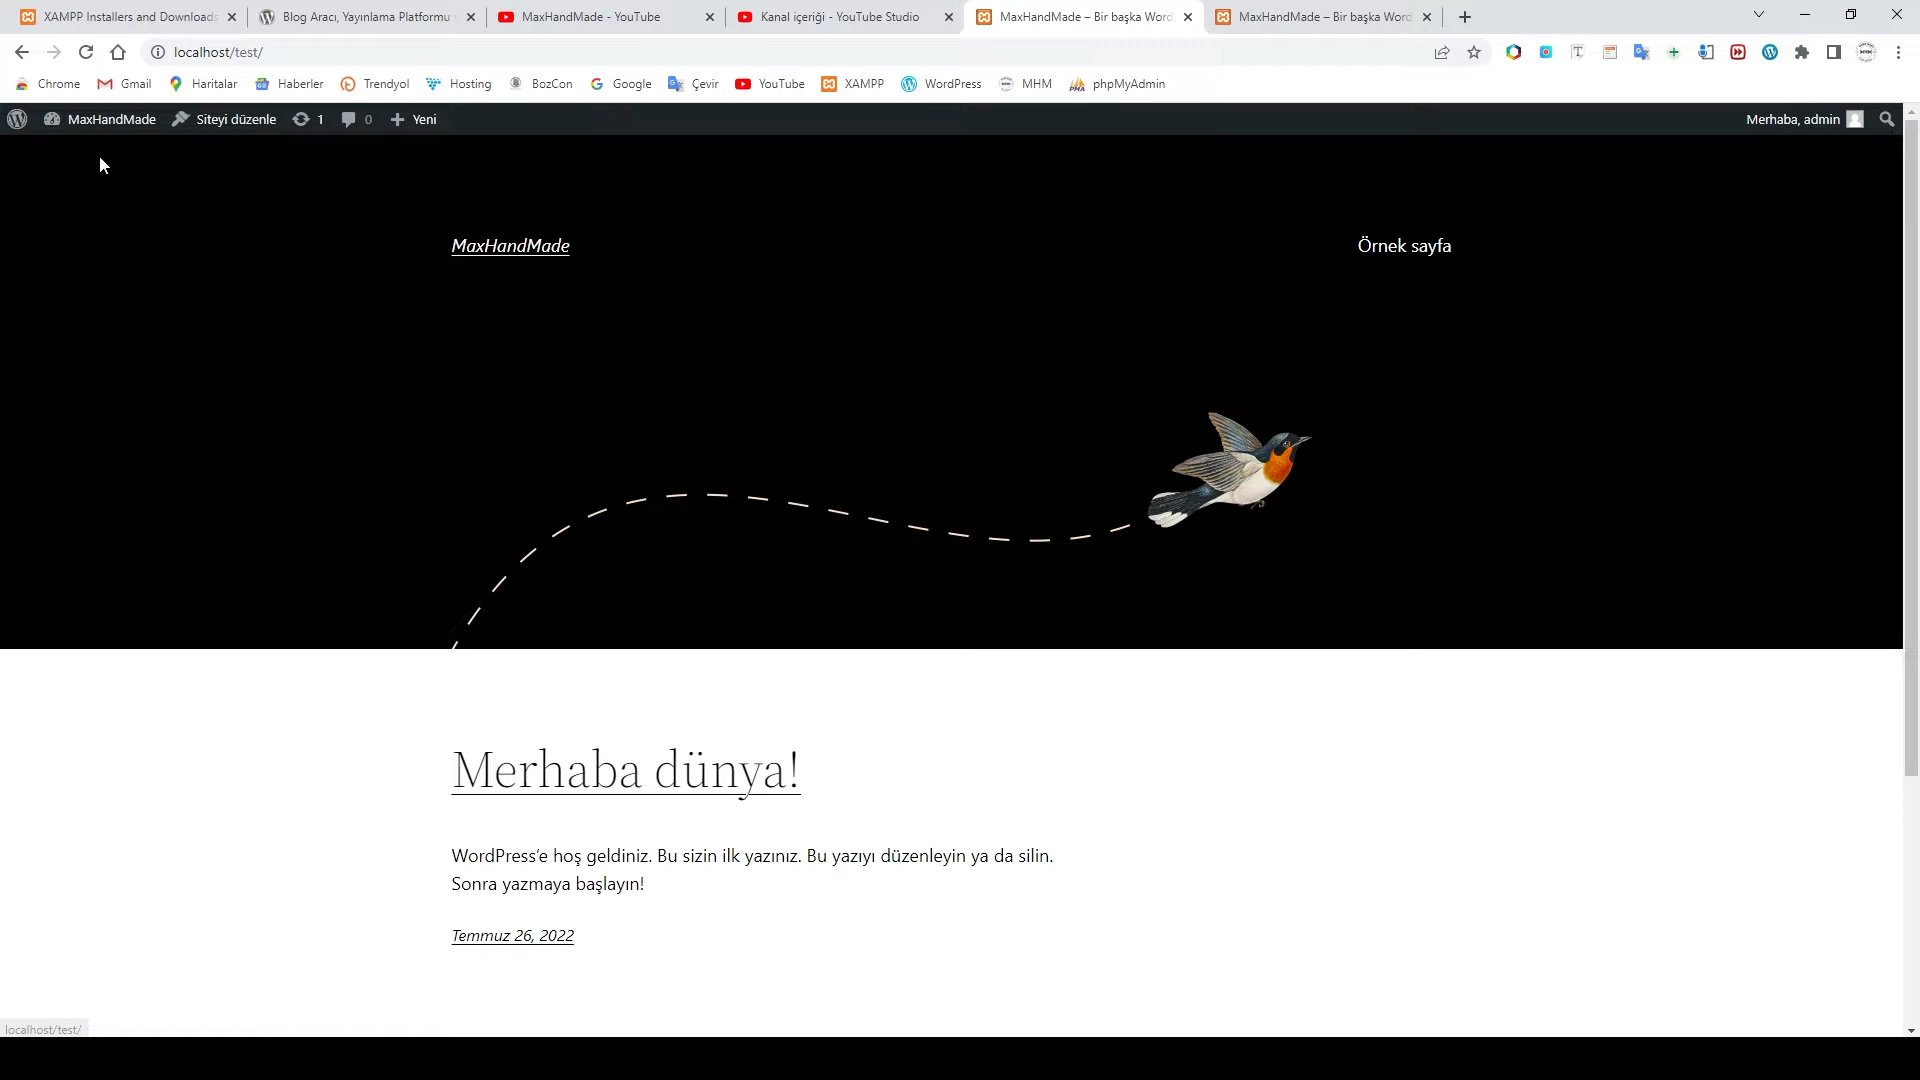 XAMPP Installers and Downloads
Blog Aracı, Yayınlama Platformu
MaxHandMade - YouTube
Kanal içeriği - YouTube Studio
MaxHandMade – Bir başka Word
MaxHandMade – Bir başka Word
localhost/test/
Chrome
Gmail
Haritalar
Haberler
Trendyol
Hosting
BozCon
Google
Çevir
YouTube
XAMPP
WordPress
MHM
phpMyAdmin
MaxHandMade
Siteyi düzenle
1
0
Yeni
Merhaba, admin
MaxHandMade
Örnek sayfa
Merhaba dünya!
WordPress’e hoş geldiniz. Bu sizin ilk yazınız. Bu yazıyı düzenleyin ya da silin.
Sonra yazmaya başlayın!
Temmuz 26, 2022
localhost/test/